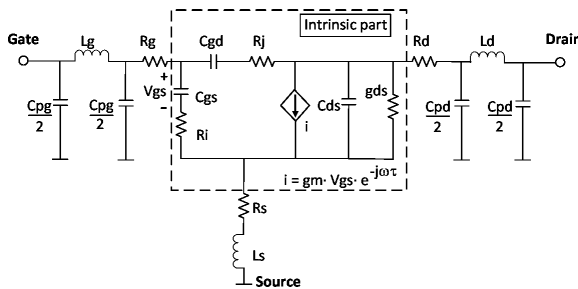 Intrinsic part
Gate
Lg
Rg
Cgd
Rj
Rd
Ld
Drain
+
Vgs
-
Cgs
gds
Cds
Cpg
2
Cpg
2
Ri
i
Cpd
2
Cpd
2
i = gm· Vgs· e^-jωτ
Rs
Ls
Source